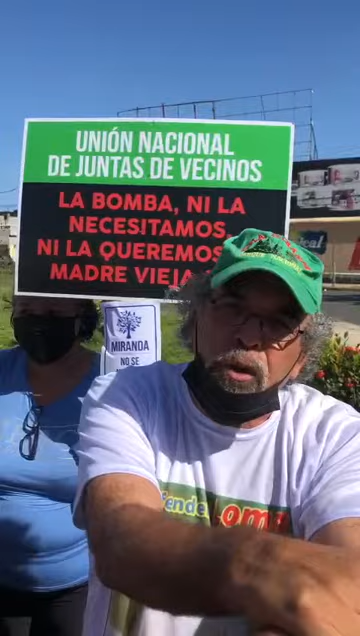 UNIÓN NACIONAL
DE JUNTAS DE VECINOS
LA BOMBA, NI LA
NECESITAMOS,
NI LA QUEREMOS
MADRE VIEJA
MIRANDA
NO SE